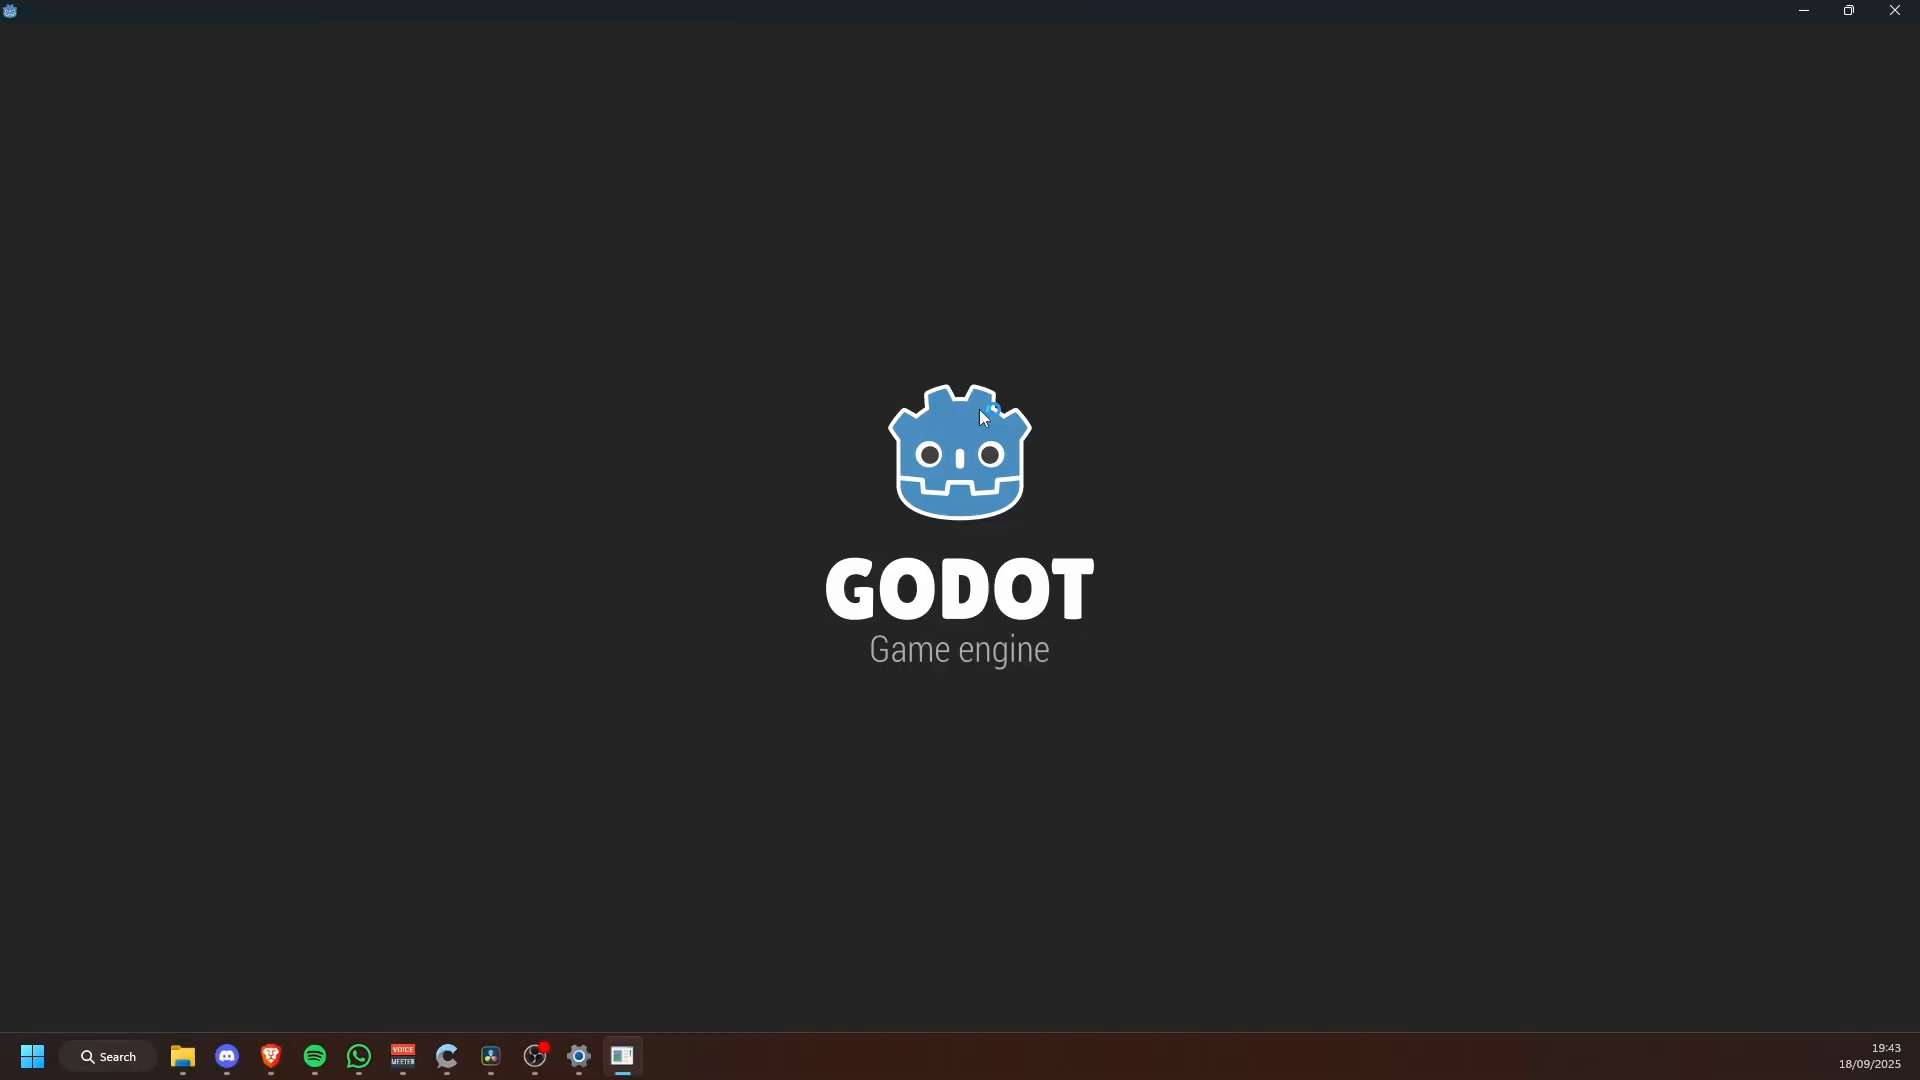 GODOT
Game engine
Search
VOICE
MEETER
19:43
18/09/2025